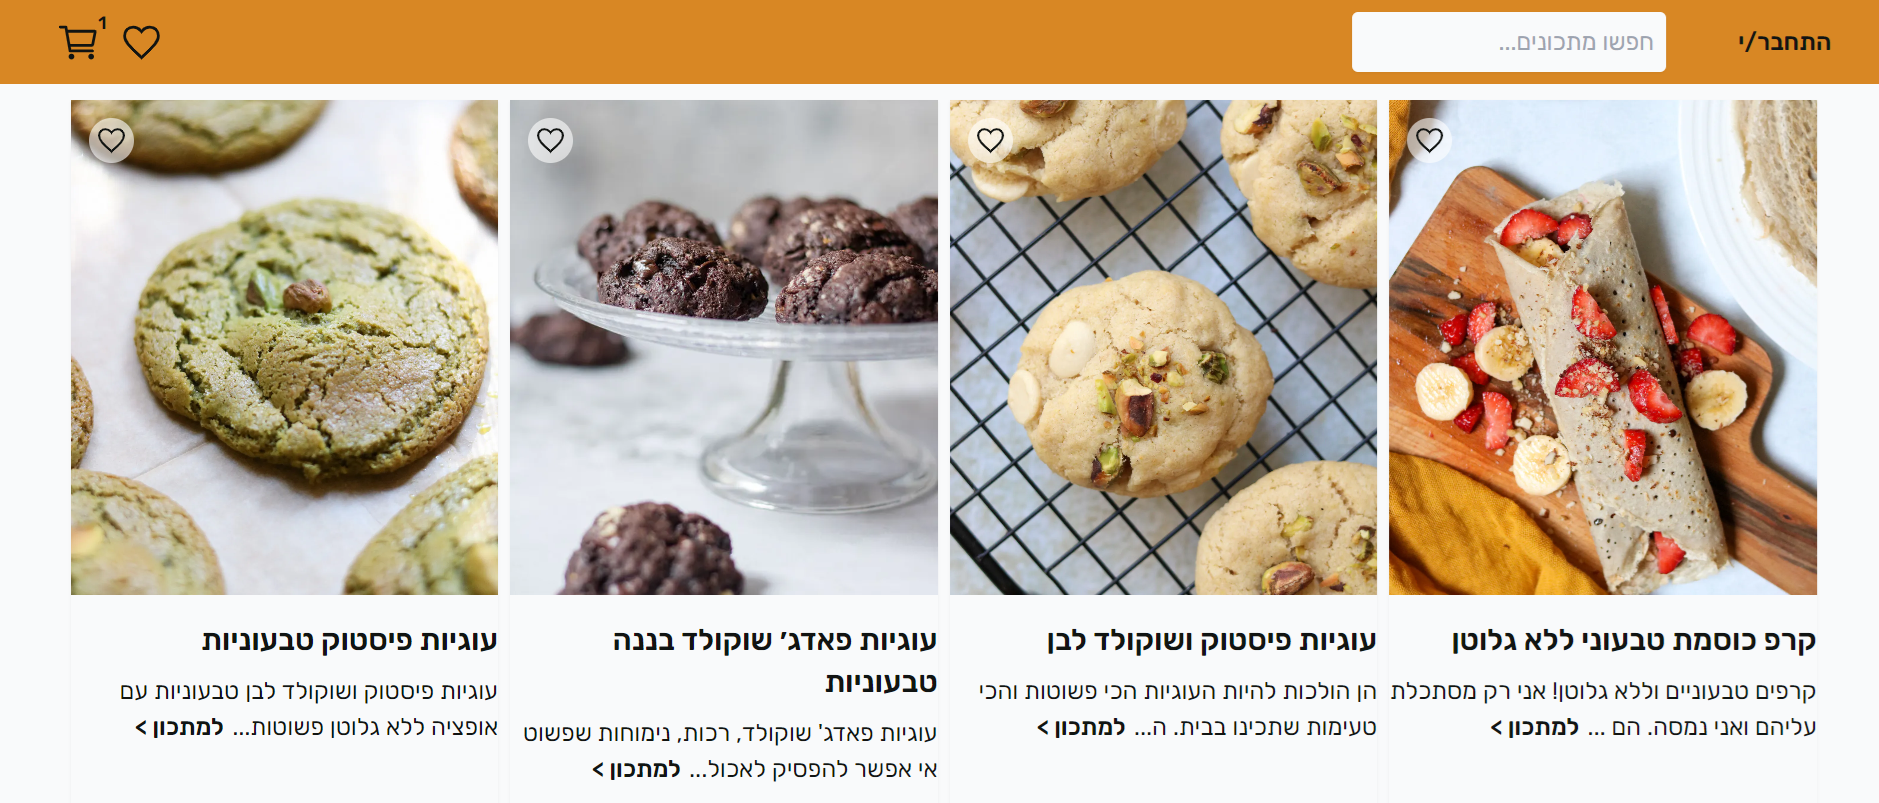 התחבר/י
חפשו מתכונים...
1
קרפ כוסמת טבעוני ללא גלוטן
קרפים טבעוניים וללא גלוטן! אני רק מסתכלת
עליהם ואני נמסה. הם ... למתכון >
עוגיות פיסטוק ושוקולד לבן
הן הולכות להיות העוגיות הכי פשוטות והכי
טעימות שתכינו בבית. ה... למתכון >
עוגיות פאדג׳ שוקולד בננה
טבעוניות
עוגיות פאדג' שוקולד, רכות, נימוחות שפשוט
אי אפשר להפסיק לאכול... למתכון >
עוגיות פיסטוק טבעוניות
עוגיות פיסטוק ושוקולד לבן טבעוניות עם
אופציה ללא גלוטן פשוטות... למתכון >